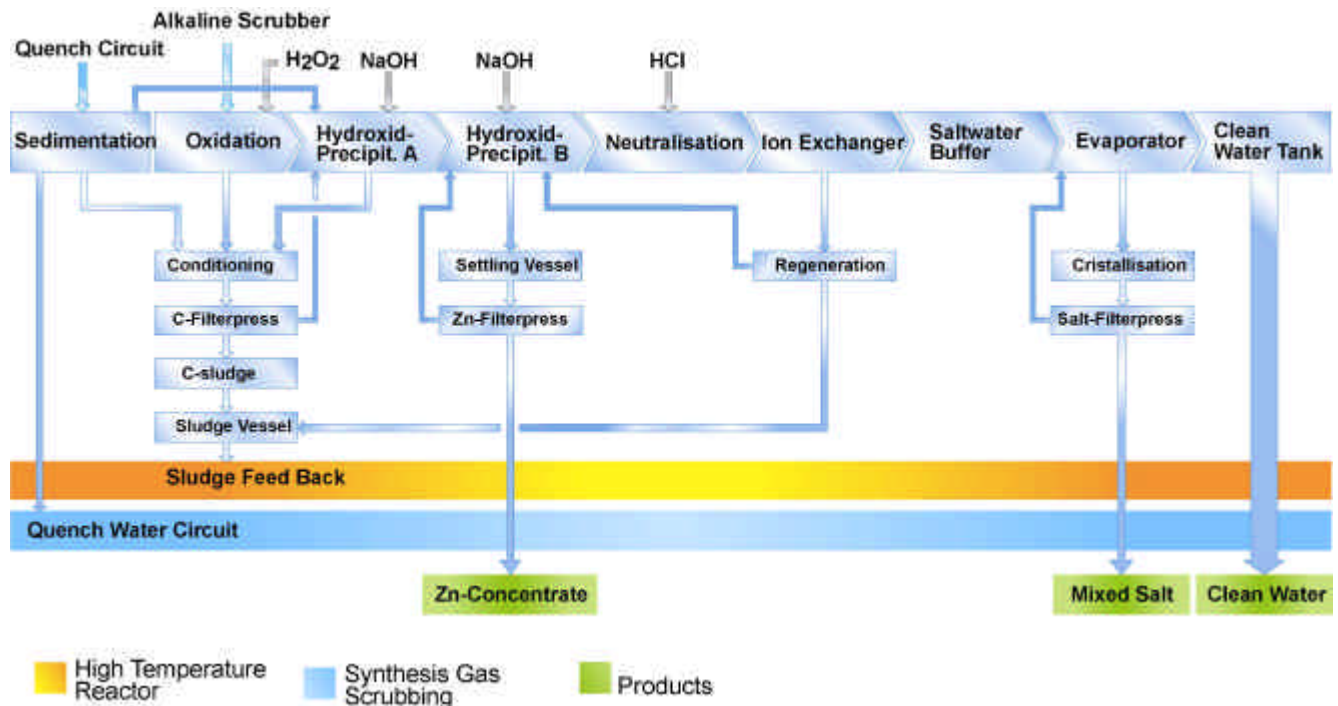 Alkaline Scrubber
Quench Circuit
H2O2
NaOH
NaOH
HCl
Sedimentation
Oxidation
Hydroxid-
Precipit. A
Hydroxid-
Precipit. B
Neutralisation
Ion Exchanger
Saltwater
Buffer
Evaporator
Clean
Water Tank
Conditioning
Settling Vessel
Regeneration
Cristallisation
C-Filterpress
Zn-Filterpress
Salt-Filterpress
C-sludge
Sludge Vessel
Sludge Feed Back
Quench Water Circuit
Zn-Concentrate
Mixed Salt
Clean Water
High Temperature
Reactor
Synthesis Gas
Scrubbing
Products